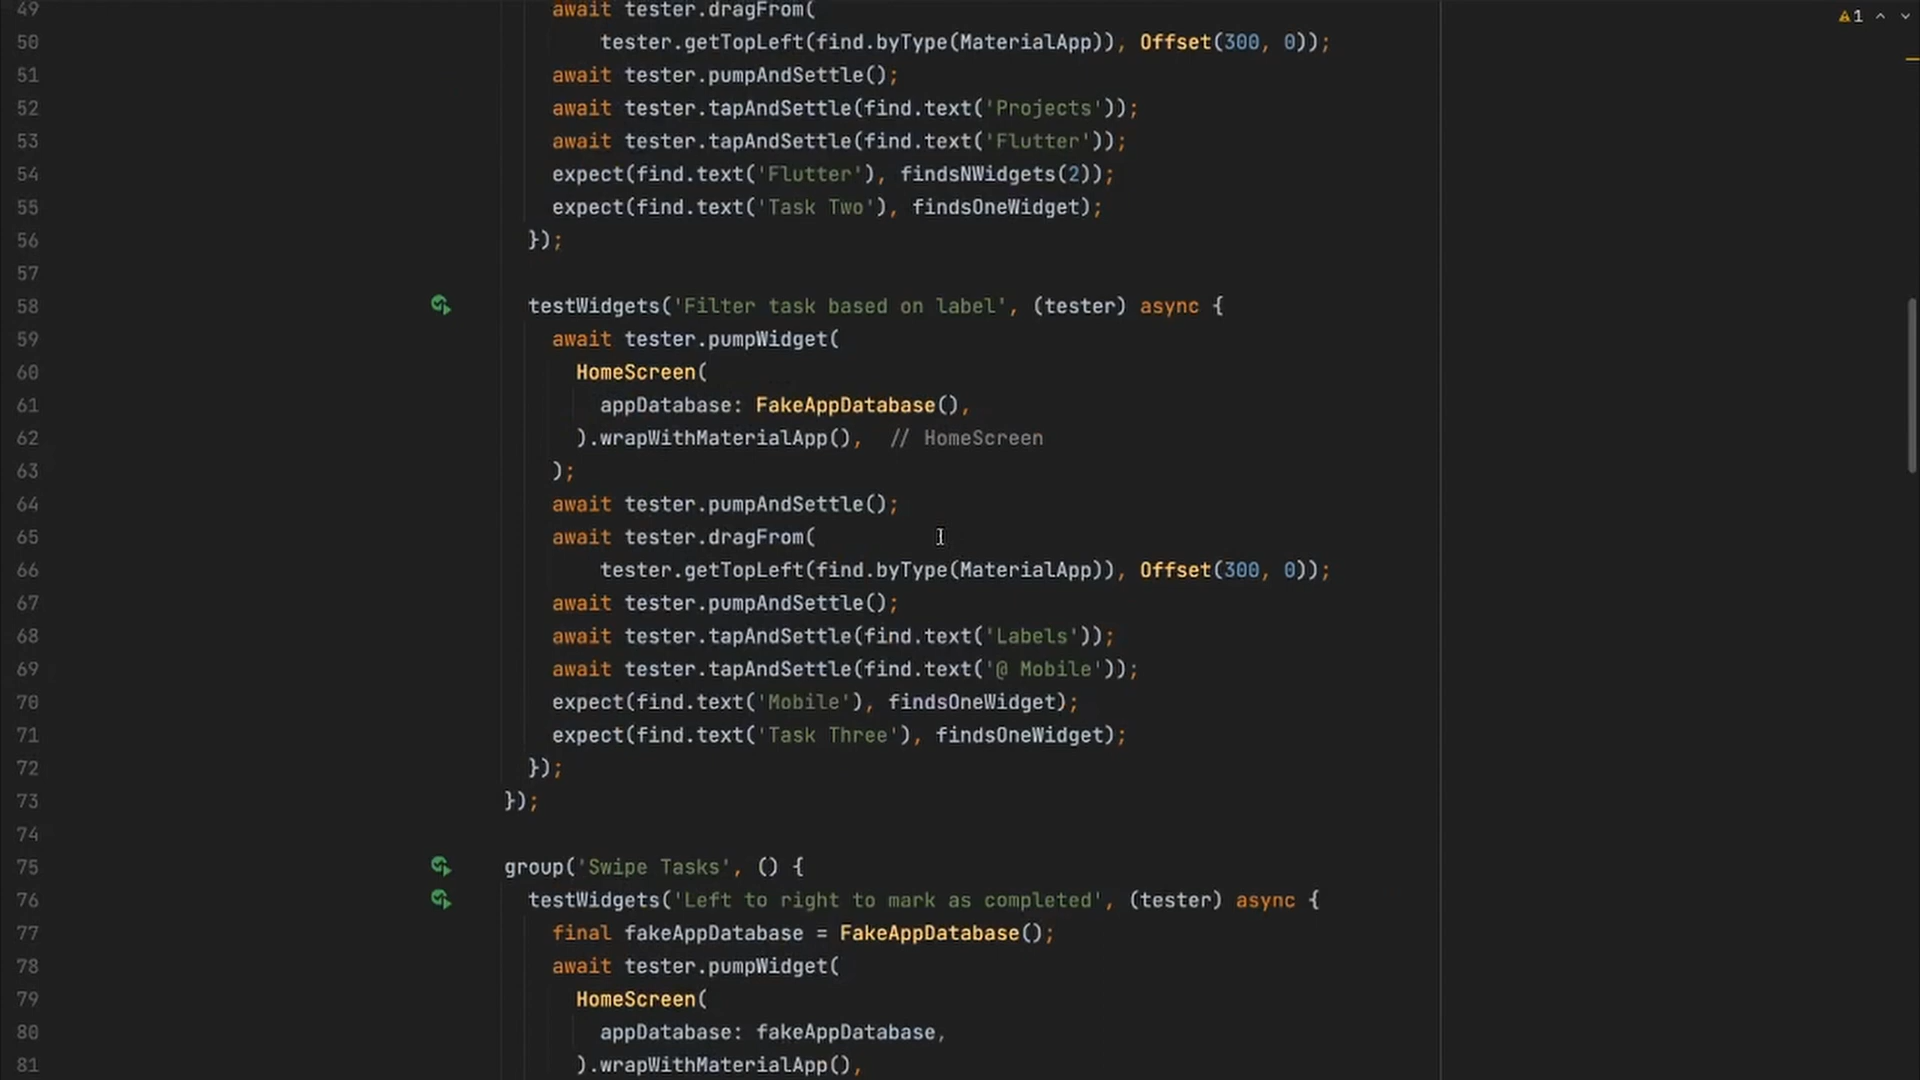 49 await tester.dragFrom(
1
50 tester.getTopLeft(find.byType(MaterialApp)), Offset(300, 0));
51 await tester.pumpAndSettle();
52 await tester.tapAndSettle(find.text('Projects'));
53 await tester.tapAndSettle(find.text('Flutter'));
54 expect(find.text('Flutter'), findsNWidgets(2));
55 expect(find.text('Task Two'), findsOneWidget);
56 });
57
58 testWidgets('Filter task based on label', (tester) async {
59 await tester.pumpWidget(
60 HomeScreen(
61 appDatabase: FakeAppDatabase(),
62 ).wrapWithMaterialApp(), // HomeScreen
63 );
64 await tester.pumpAndSettle();
65 await tester.dragFrom(
66 tester.getTopLeft(find.byType(MaterialApp)), Offset(300, 0));
67 await tester.pumpAndSettle();
68 await tester.tapAndSettle(find.text('Labels'));
69 await tester.tapAndSettle(find.text('@ Mobile'));
70 expect(find.text('Mobile'), findsOneWidget);
71 expect(find.text('Task Three'), findsOneWidget);
72 });
73 });
74
75 group('Swipe Tasks', () {
76 testWidgets('Left to right to mark as completed', (tester) async {
77 final fakeAppDatabase = FakeAppDatabase();
78 await tester.pumpWidget(
79 HomeScreen(
80 appDatabase: fakeAppDatabase,
81 ).wrapWithMaterialApp(),